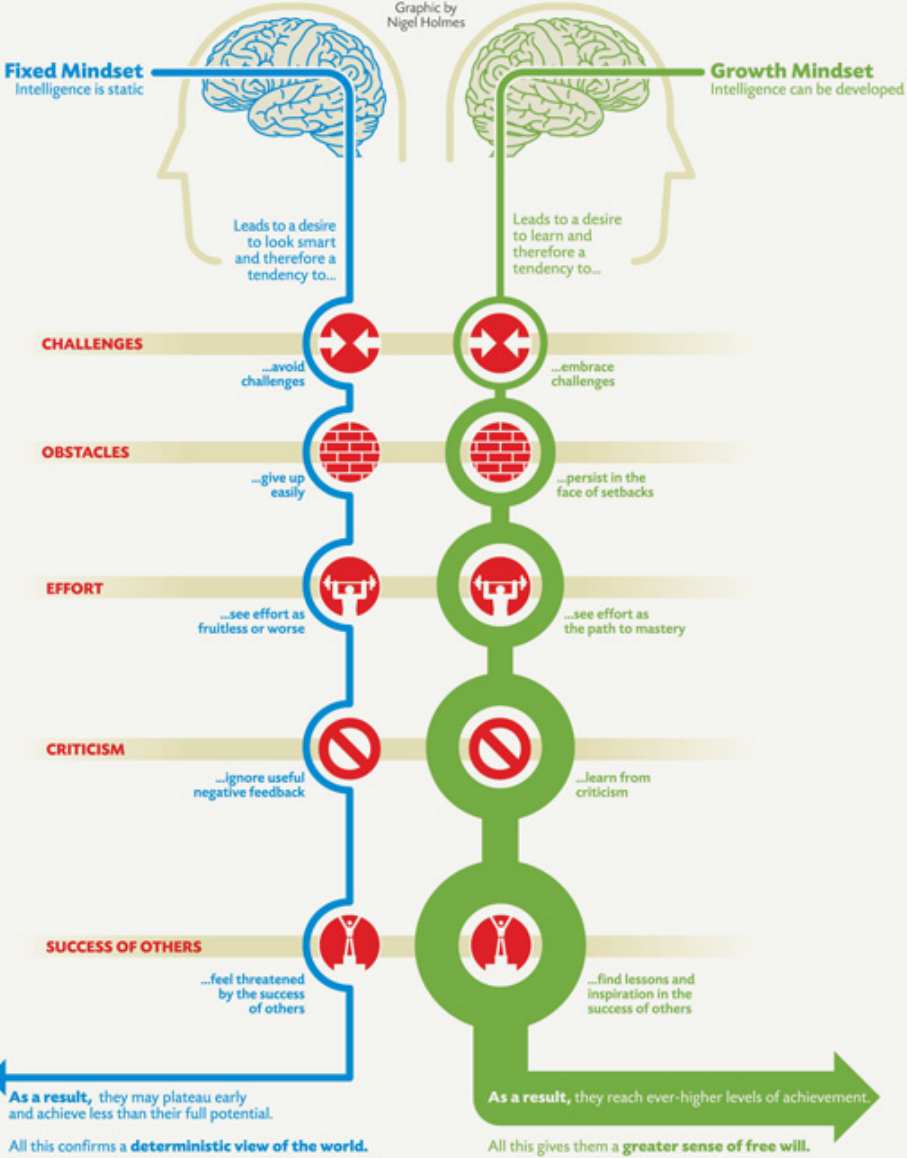 Graphic by
Nigel Holmes
Fixed Mindset
Intelligence is static
Growth Mindset
Intelligence can be developed
Leads to a desire
to look smart
and therefore a
tendency to...
Leads to a desire
to learn and
therefore a
tendency to...
CHALLENGES
...avoid
challenges
...embrace
challenges
OBSTACLES
...give up
easily
...persist in the
face of setbacks
EFFORT
...see effort as
fruitless or worse
...see effort as
the path to mastery
CRITICISM
...ignore useful
negative feedback
...learn from
criticism
SUCCESS OF OTHERS
...feel threatened
by the success
of others
...find lessons and
inspiration in the
success of others
As a result, they may plateau early
and achieve less than their full potential.
All this confirms a deterministic view of the world.
As a result, they reach ever-higher levels of achievement.
All this gives them a greater sense of free will.